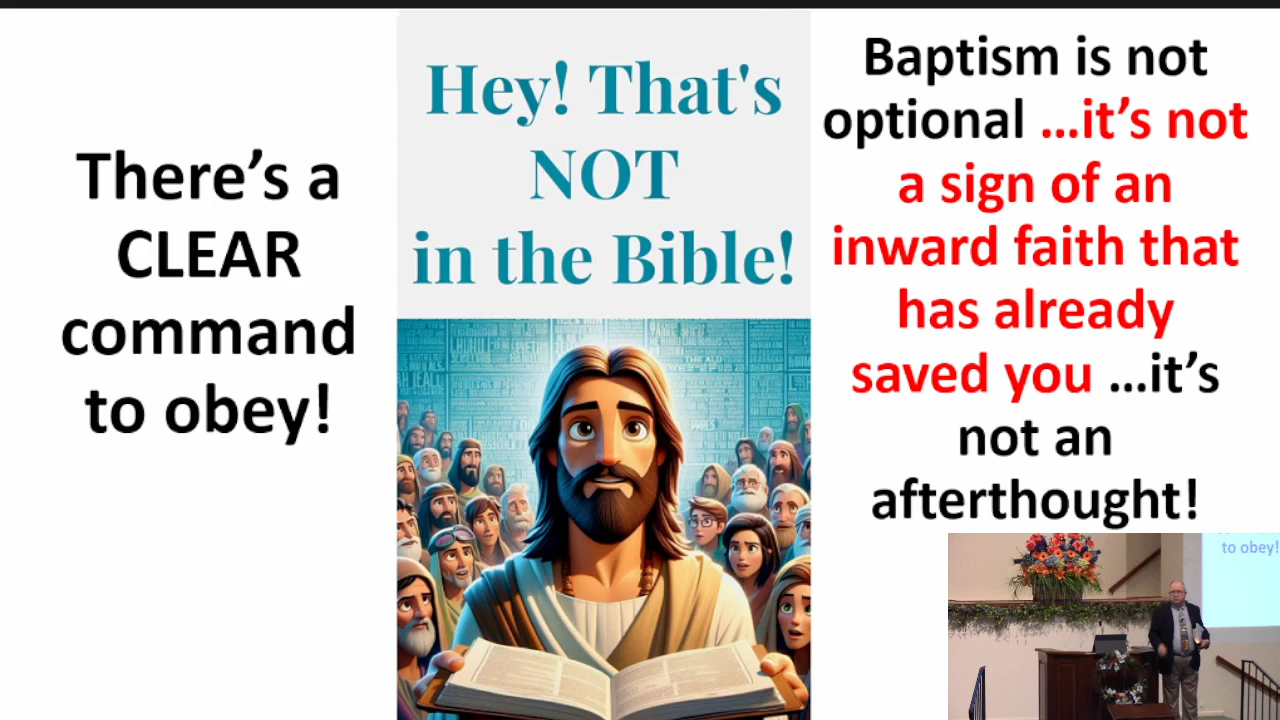 There’s a
CLEAR
command
to obey!
Hey! That's
NOT
in the Bible!
Baptism is not
optional ...it’s not
a sign of an
inward faith that
has already
saved you ...it’s
not an
afterthought!
to obey!